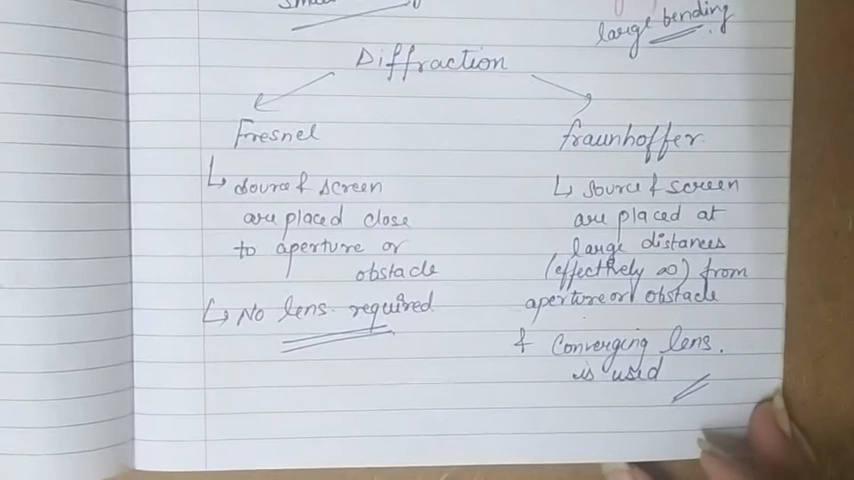 large bending
Diffraction
Fresnel
↳ source & screen
are placed close
to aperture or
obstacle
↳ No lens required
fraunhoffer
↳ source & screen
are placed at
large distances
(effectively ∞) from
aperture or obstacle
& Converging lens.
is used